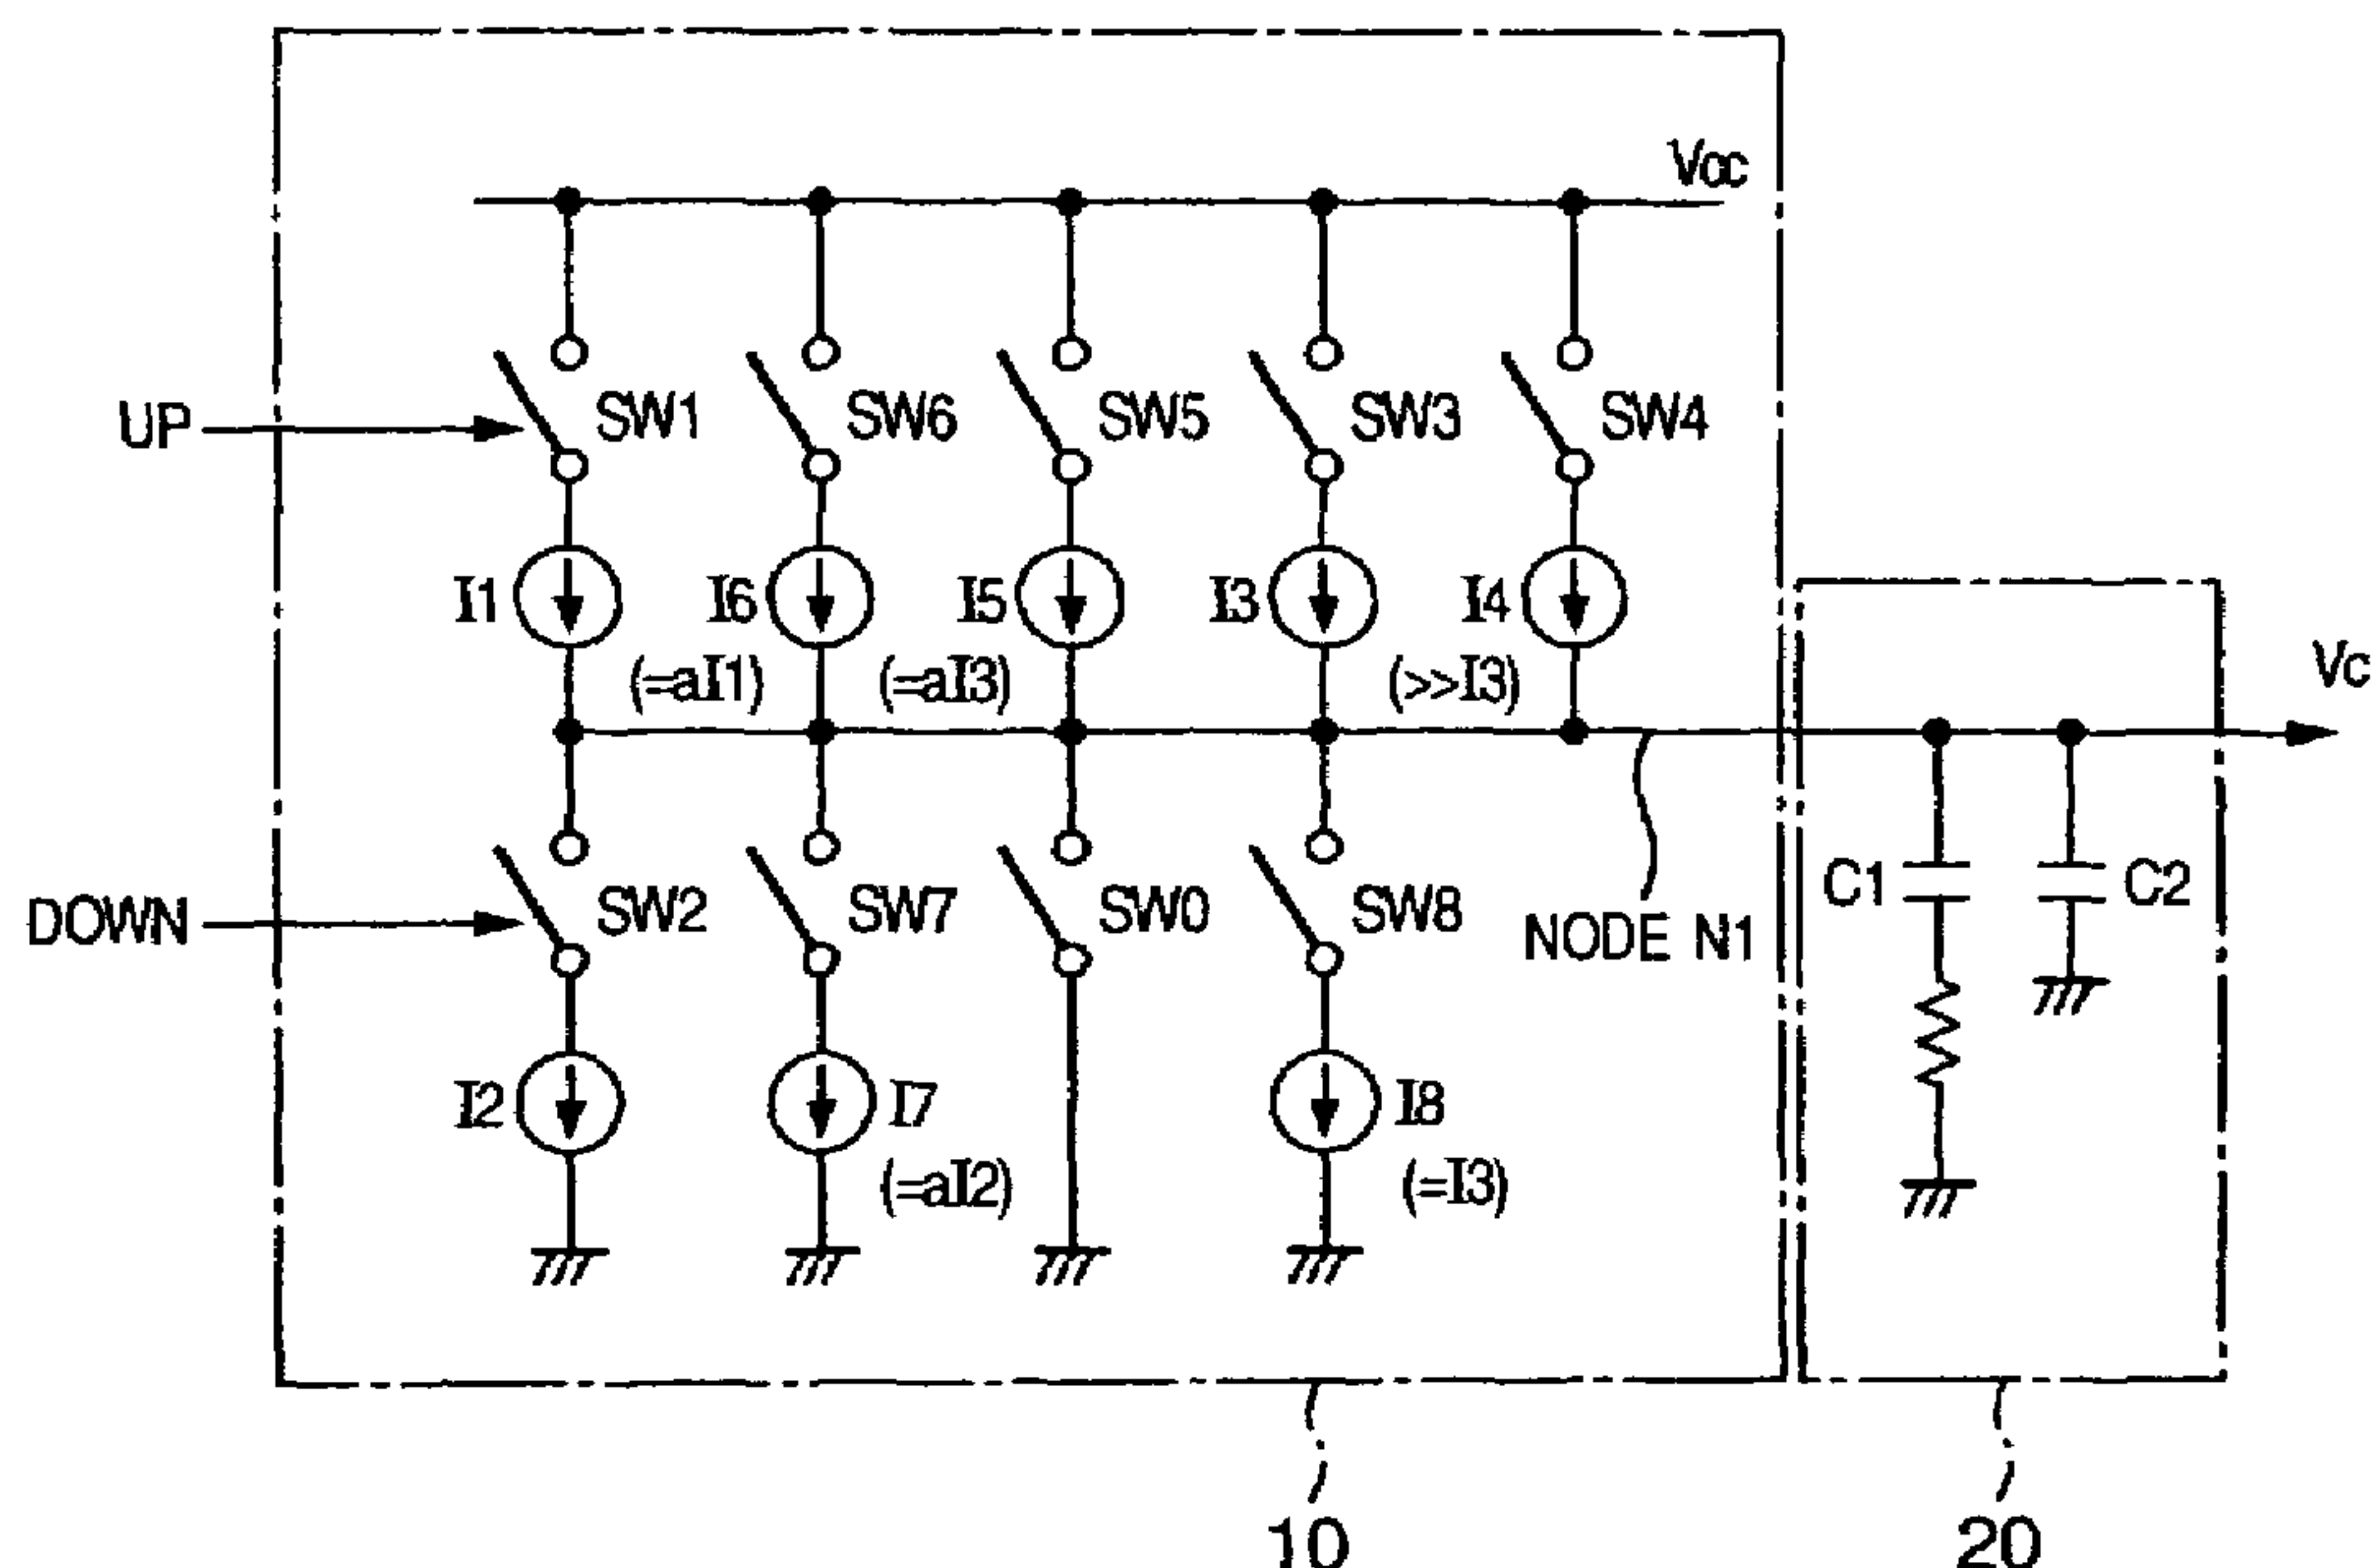 Vcc
UP
SW1
SW6
SW5
SW3
SW4
I1
I6
I5
I3
I4
(=aI1)
(=aI3)
(>>I3)
Vc
DOWN
SW2
SW7
SW0
SW8
NODE N1
C1
C2
I2
I7
I8
(=aI2)
(=I3)
10
20